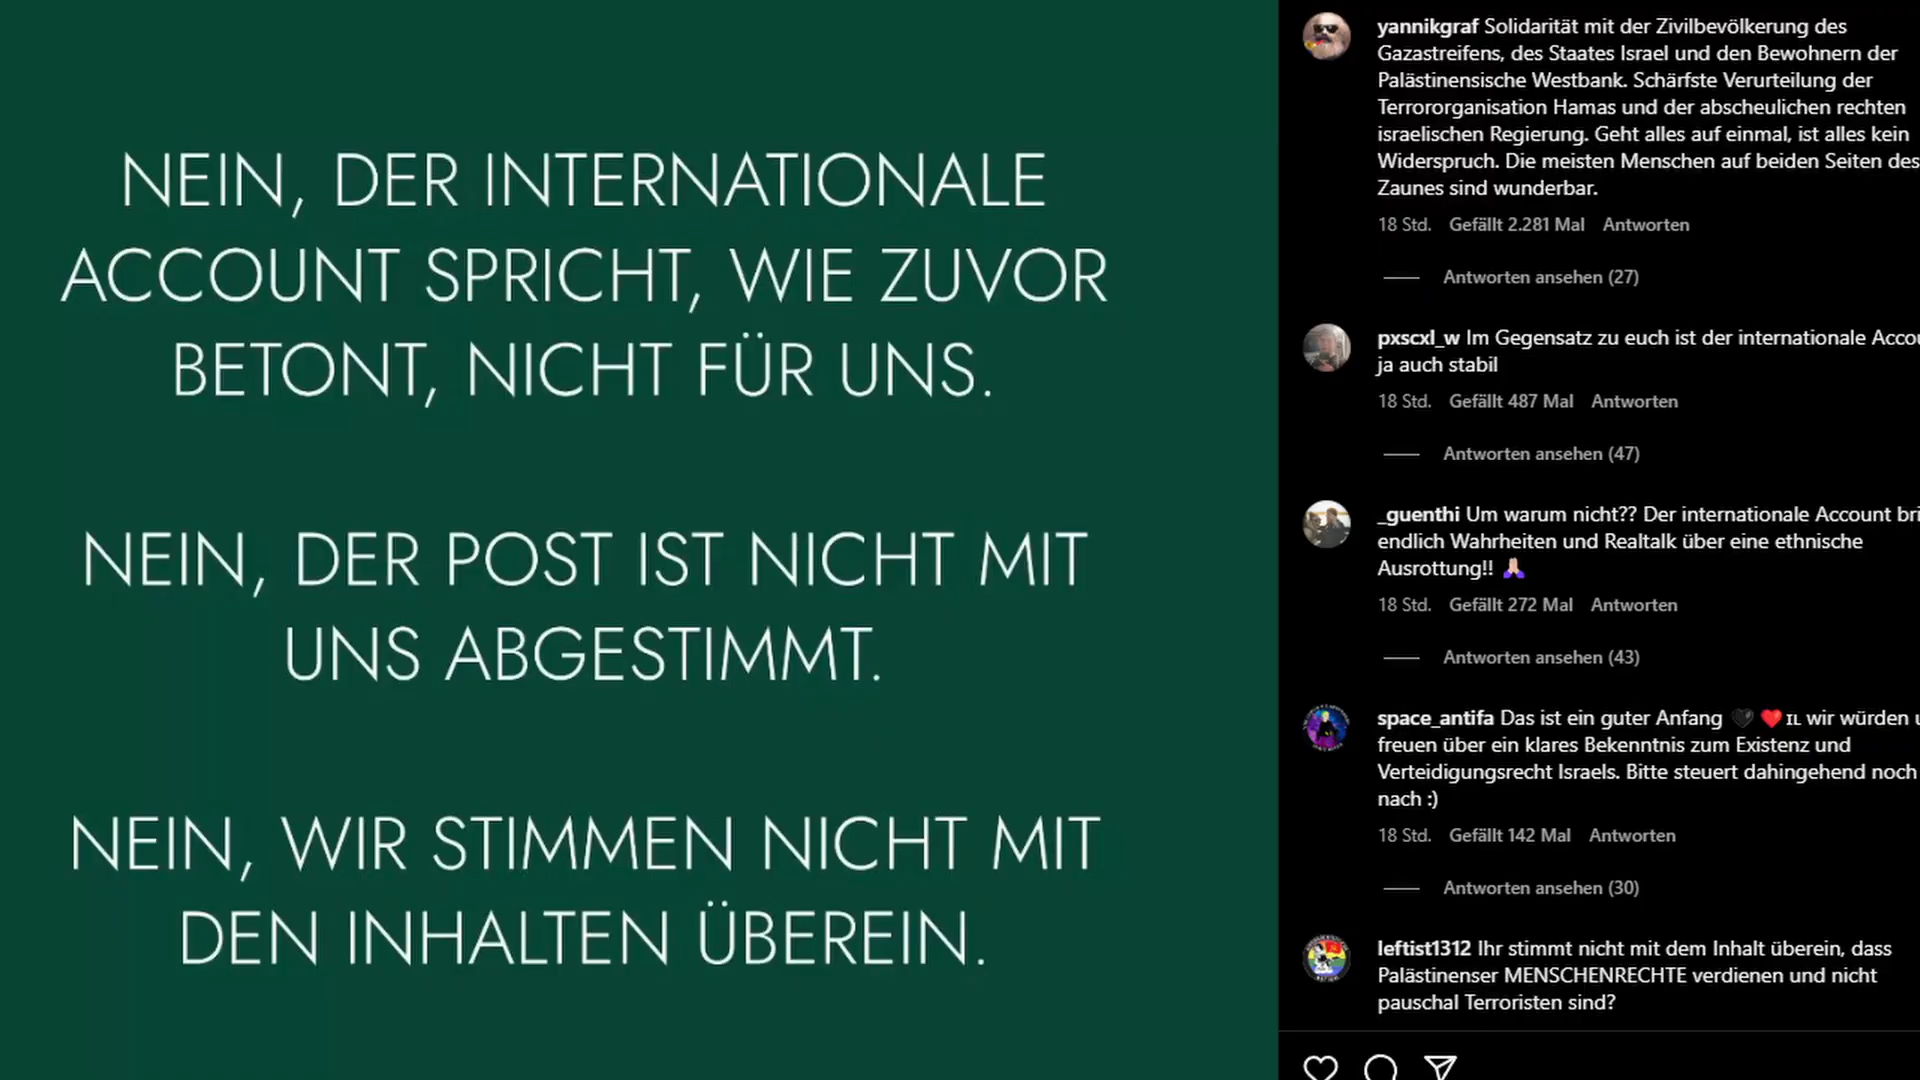 NEIN, DER INTERNATIONALE
ACCOUNT SPRICHT, WIE ZUVOR
BETONT, NICHT FÜR UNS.
NEIN, DER POST IST NICHT MIT
UNS ABGESTIMMT.
NEIN, WIR STIMMEN NICHT MIT
DEN INHALTEN ÜBEREIN.
yannikgraf Solidarität mit der Zivilbevölkerung des
Gazastreifens, des Staates Israel und den Bewohnern der
Palästinensische Westbank. Schärfste Verurteilung der
Terrororganisation Hamas und der abscheulichen rechten
israelischen Regierung. Geht alles auf einmal, ist alles kein
Widerspruch. Die meisten Menschen auf beiden Seiten des
Zaunes sind wunderbar.
18 Std. Gefällt 2.281 Mal Antworten
Antworten ansehen (27)
pxscxl_w Im Gegensatz zu euch ist der internationale
ja auch stabil
18 Std. Gefällt 487 Mal Antworten
Antworten ansehen (47)
_guenthi Um warum nicht?? Der internationale Account
endlich Wahrheiten und Realtalk über eine ethnische
Ausrottung!! 🙏🏻
18 Std. Gefällt 272 Mal Antworten
Antworten ansehen (43)
space_antifa Das ist ein guter Anfang 🖤❤️🇮🇱 wir würden
freuen über ein klares Bekenntnis zum Existenz und
Verteidigungsrecht Israels. Bitte steuert dahingehend noch
nach :)
18 Std. Gefällt 142 Mal Antworten
Antworten ansehen (30)
leftist1312 Ihr stimmt nicht mit dem Inhalt überein, dass
Palästinenser MENSCHENRECHTE verdienen und nicht
pauschal Terroristen sind?